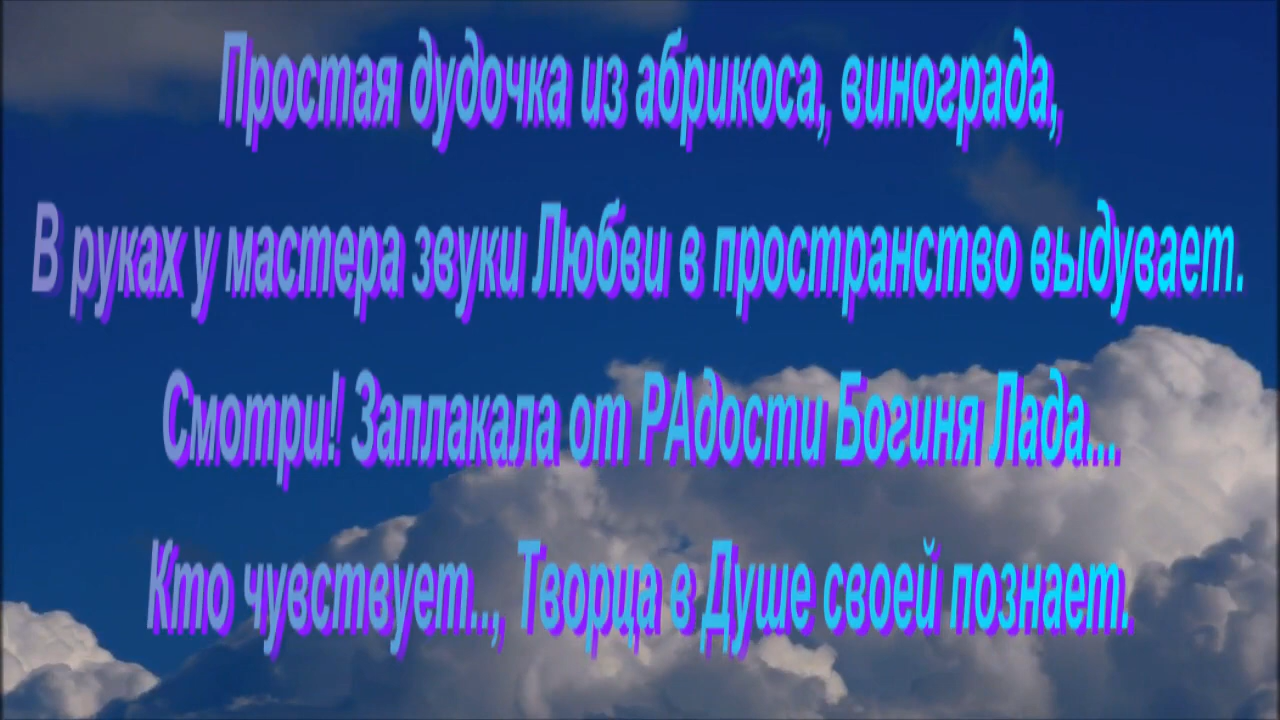 Простая дудочка из абрикоса, винограда,
В руках у мастера звуки Любви в пространство выдувает.
Смотри! Заплакала от РАдости Богиня Лада...
Кто чувствует.., Творца в Душе своей познает.